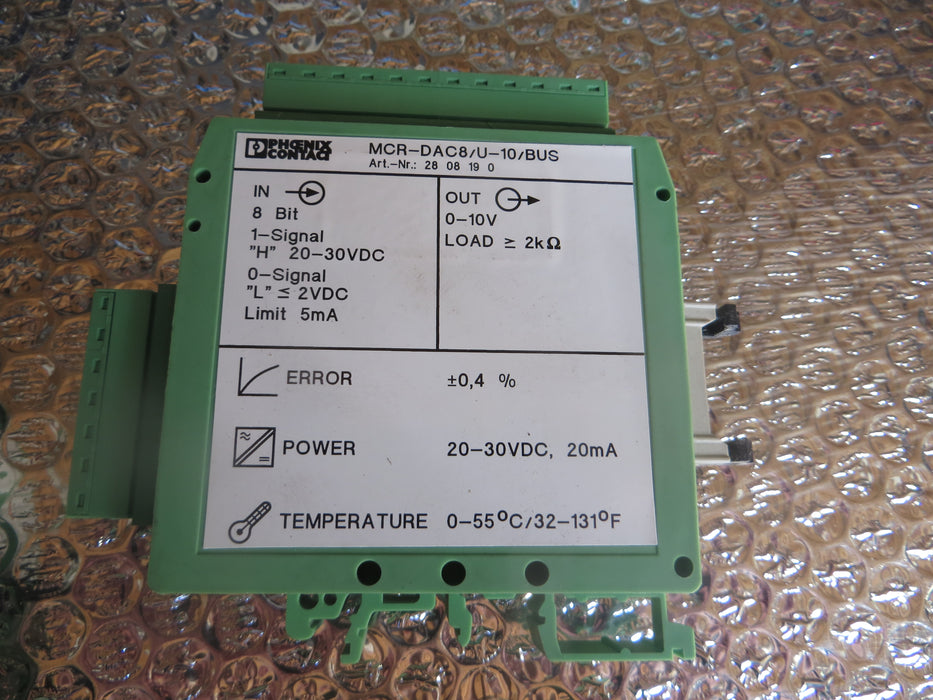 PHŒNIX
CONTACT
MCR-DAC8/U-10/BUS
Art.-Nr.: 28 08 19 0
IN
8 Bit
1-Signal
"H" 20-30VDC
0-Signal
"L" ≤ 2VDC
Limit 5mA
OUT
0-10V
LOAD ≥ 2kΩ
ERROR ±0,4 %
POWER 20-30VDC, 20mA
TEMPERATURE 0-55°C/32-131°F